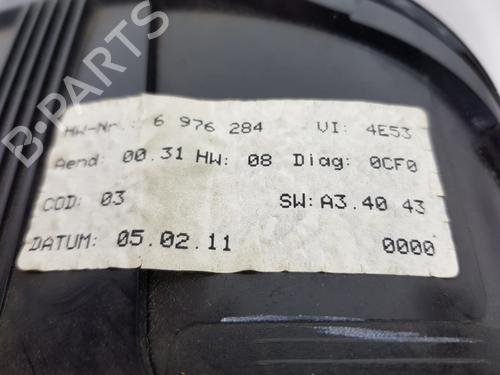 B-PARTS
HW-Nr.: 6 976 284 VI: 4E53
Aend: 00.31 HW: 08 Diag: 0CF0
COD: 03 SW: A3.40 43
DATUM: 05.02.11 0000